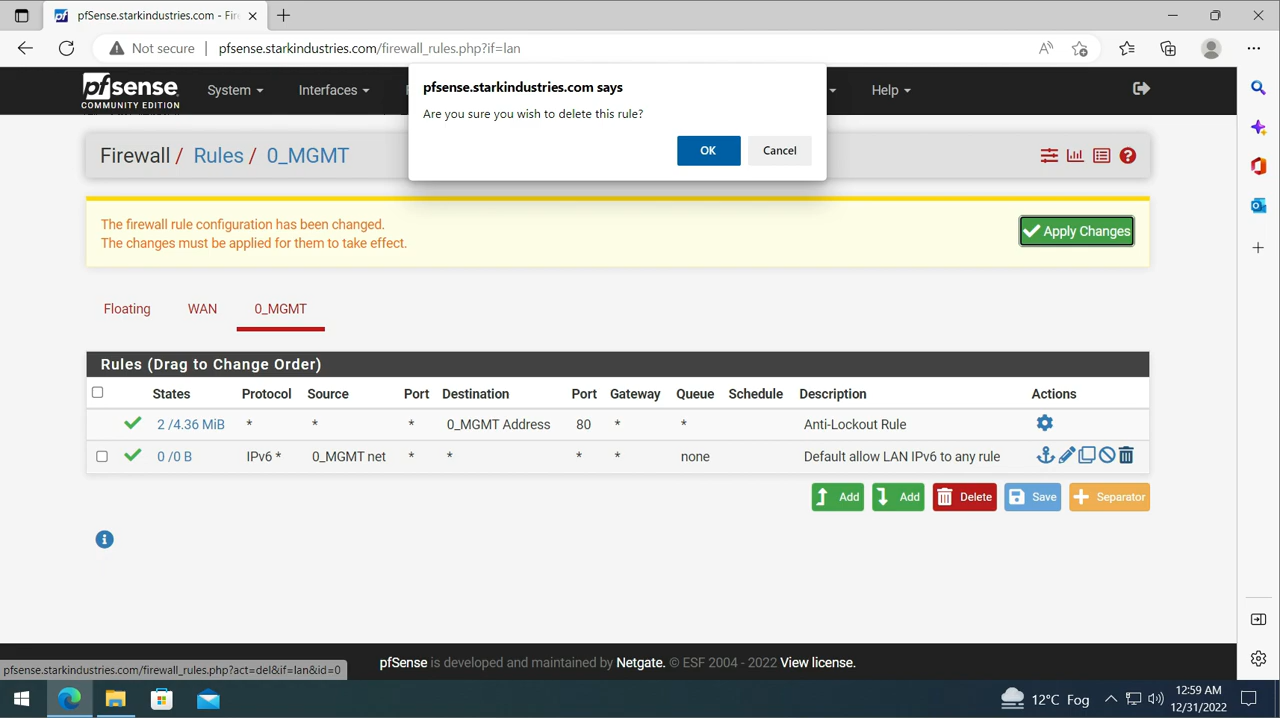 pfSense.starkindustries.com - Fire
Not secure
pfsense.starkindustries.com/firewall_rules.php?if=lan
pfsense.starkindustries.com says
Are you sure you wish to delete this rule?
OK
Cancel
pfsense
COMMUNITY EDITION
System
Interfaces
Help
Firewall / Rules / 0_MGMT
The firewall rule configuration has been changed.
The changes must be applied for them to take effect.
Apply Changes
Floating WAN 0_MGMT
Rules (Drag to Change Order)
States Protocol Source Port Destination Port Gateway Queue Schedule Description Actions
2 /4.36 MiB * * * 0_MGMT Address 80 * * Anti-Lockout Rule
0 /0 B IPv6 * 0_MGMT net * * * * none Default allow LAN IPv6 to any rule
Add Add Delete Save Separator
pfSense is developed and maintained by Netgate. © ESF 2004 - 2022 View license.
pfsense.starkindustries.com/firewall_rules.php?act=del&if=lan&id=0
12°C Fog
12:59 AM
12/31/2022